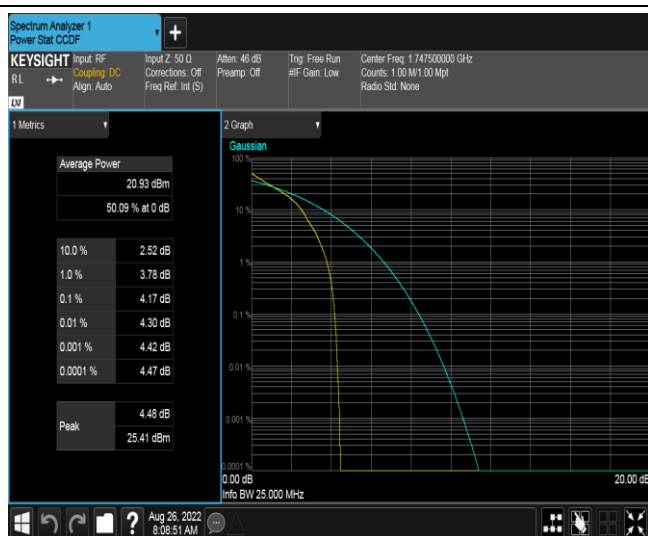 Spectrum Analyzer 1
Power Stat CCDF
+
KEYSIGHT
RL
LXI
Input: RF
Coupling: DC
Align: Auto
Input Z: 50 Ω
Corrections: Off
Freq Ref: Int (S)
Atten: 46 dB
Preamp: Off
Trig: Free Run
#IF Gain: Low
Center Freq: 1.747500000 GHz
Counts: 1.00 M/1.00 Mpt
Radio Std: None
1 Metrics
Average Power
20.93 dBm
50.09 % at 0 dB
10.0 % 2.52 dB
1.0 % 3.78 dB
0.1 % 4.17 dB
0.01 % 4.30 dB
0.001 % 4.42 dB
0.0001 % 4.47 dB
Peak 4.48 dB
25.41 dBm
2 Graph
Gaussian
100 %
10 %
1 %
0.1 %
0.01 %
0.001 %
0.0001 %
0.00 dB 20.00 dB
Info BW 25.000 MHz
?
Aug 26, 2022
8:08:51 AM